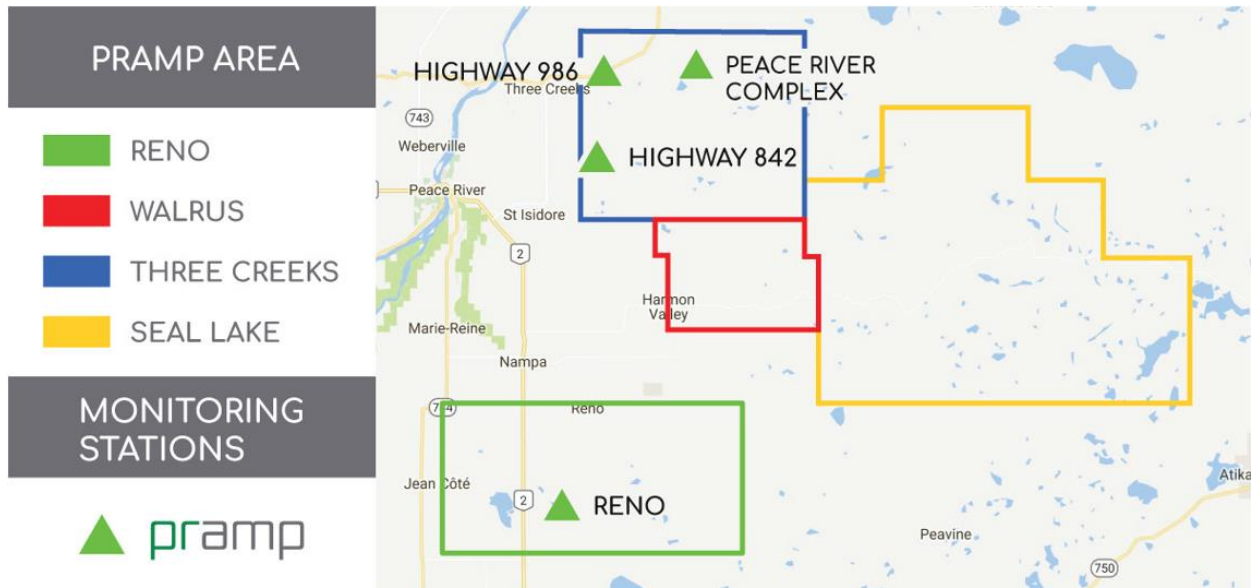 PRAMP AREA
RENO
WALRUS
THREE CREEKS
SEAL LAKE
MONITORING
STATIONS
pramp
HIGHWAY 986
PEACE RIVER
COMPLEX
Three Creeks
743
Weberville
HIGHWAY 842
Peace River
St Isidore
2
Harmon
Valley
Marie-Reine
Nampa
Reno
Jean Côté
2
RENO
Atika
Peavine
750